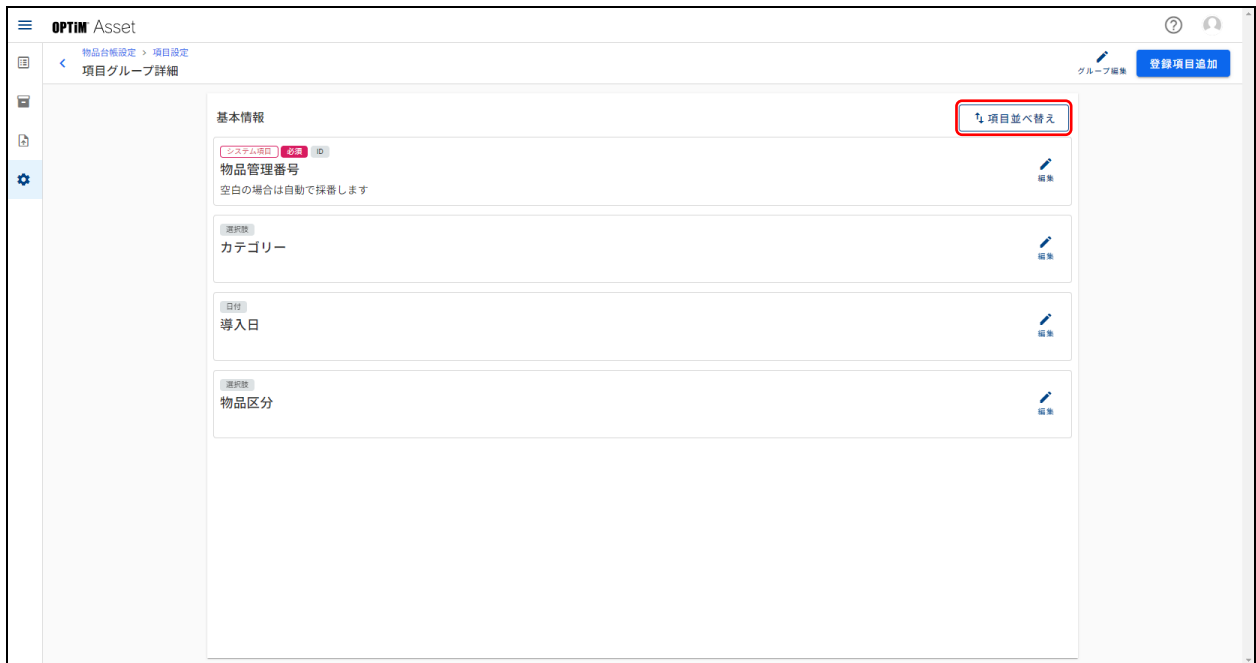 OPTiM Asset
物品台帳設定 > 項目設定
項目グループ詳細
グループ編集
登録項目追加
基本情報
項目並べ替え
システム項目 必須 ID
物品管理番号
空白の場合は自動で採番します
編集
選択肢
カテゴリー
編集
日付
導入日
編集
選択肢
物品区分
編集